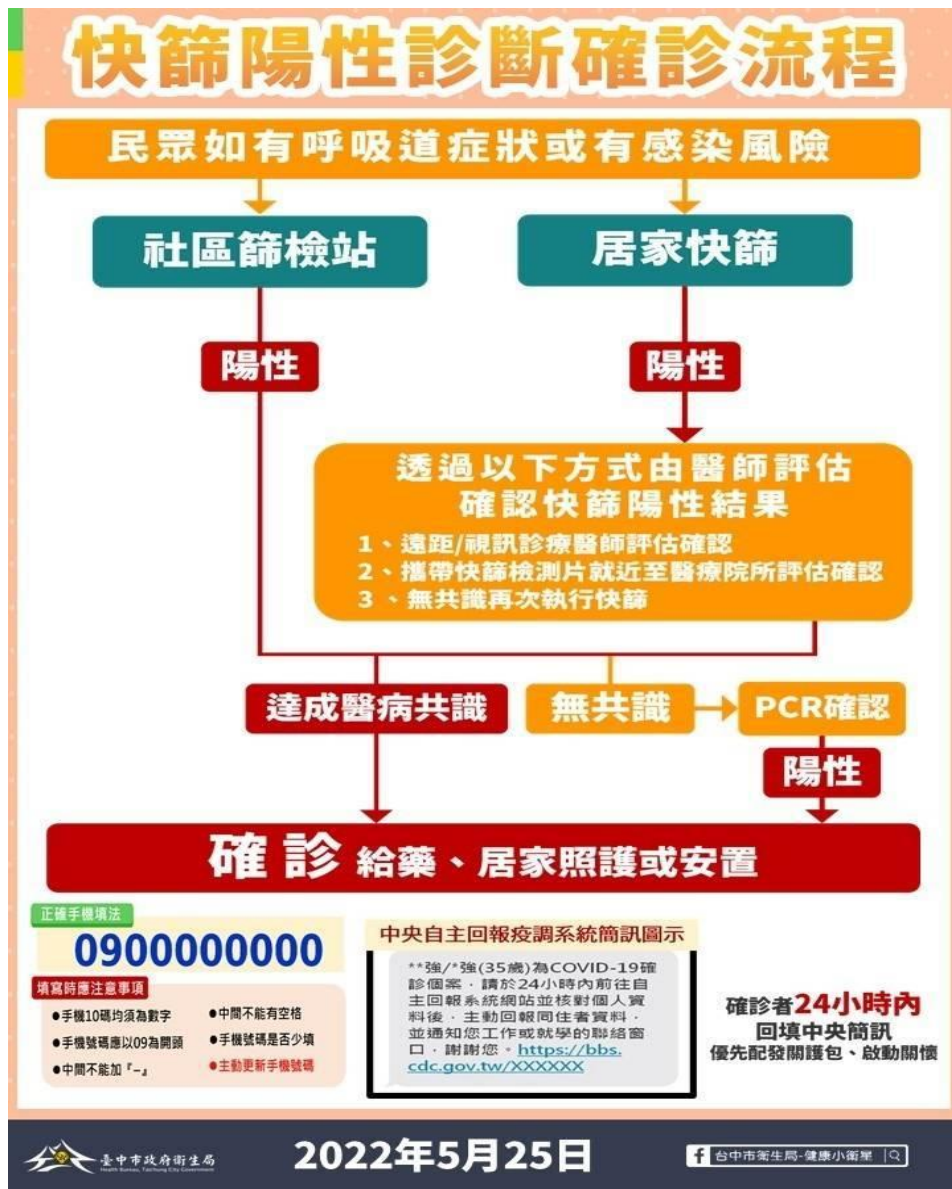 快篩陽性診斷確診流程
民眾如有呼吸道症狀或有感染風險
社區篩檢站
居家快篩
陽性
陽性
透過以下方式由醫師評估
確認快篩陽性結果
1、遠距/視訊診療醫師評估確認
2、攜帶快篩檢測片就近至醫療院所評估確認
3、無共識再次執行快篩
達成醫病共識
無共識
PCR確認
陽性
確診 給藥、居家照護或安置
正確手機填法
0900000000
填寫時應注意事項
●手機10碼均須為數字
●手機號碼應以09為開頭
●中間不能加『–』
●中間不能有空格
●手機號碼是否少填
●主動更新手機號碼
中央自主回報疫調系統簡訊圖示
**強/*強(35歲)為COVID-19確
診個案，請於24小時內前往自
主回報系統網站並核對個人資
料後，主動回報同住者資料，
並通知您工作或就學的聯絡窗
口，謝謝您。https://bbs.
cdc.gov.tw/XXXXXX
確診者24小時內
回填中央簡訊
優先配發關護包、啟動關懷
臺中市政府衛生局
Health Bureau, Taichung City Government
2022年5月25日
f 台中市衛生局-健康小衛星